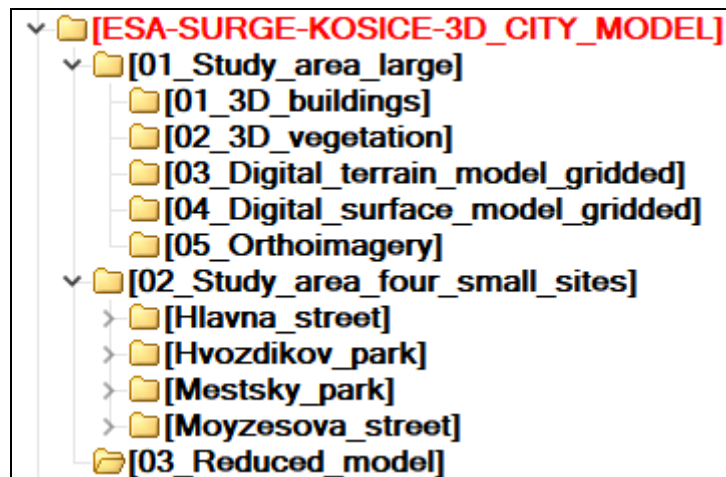 [ESA-SURGE-KOSICE-3D_CITY_MODEL]
[01_Study_area_large]
[01_3D_buildings]
[02_3D_vegetation]
[03_Digital_terrain_model_gridded]
[04_Digital_surface_model_gridded]
[05_Orthoimagery]
[02_Study_area_four_small_sites]
[Hlavna_street]
[Hvozdikov_park]
[Mestsky_park]
[Moyzesova_street]
[03_Reduced_model]